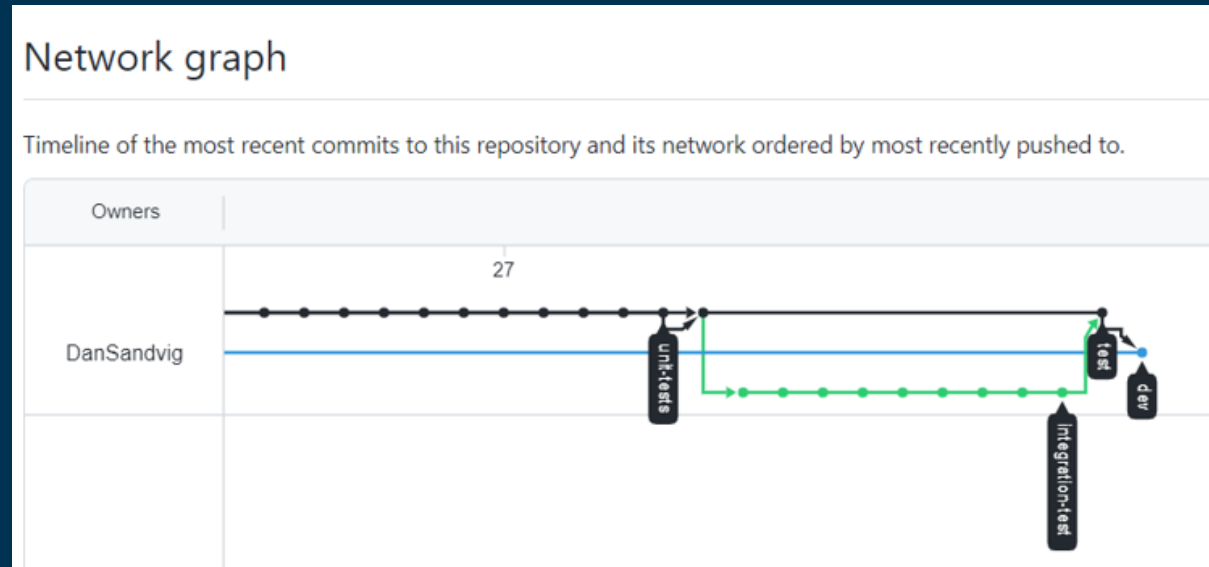 Network graph
Timeline of the most recent commits to this repository and its network ordered by most recently pushed to.
Owners
27
DanSandvig
unit-tests
test
dev
integration-test